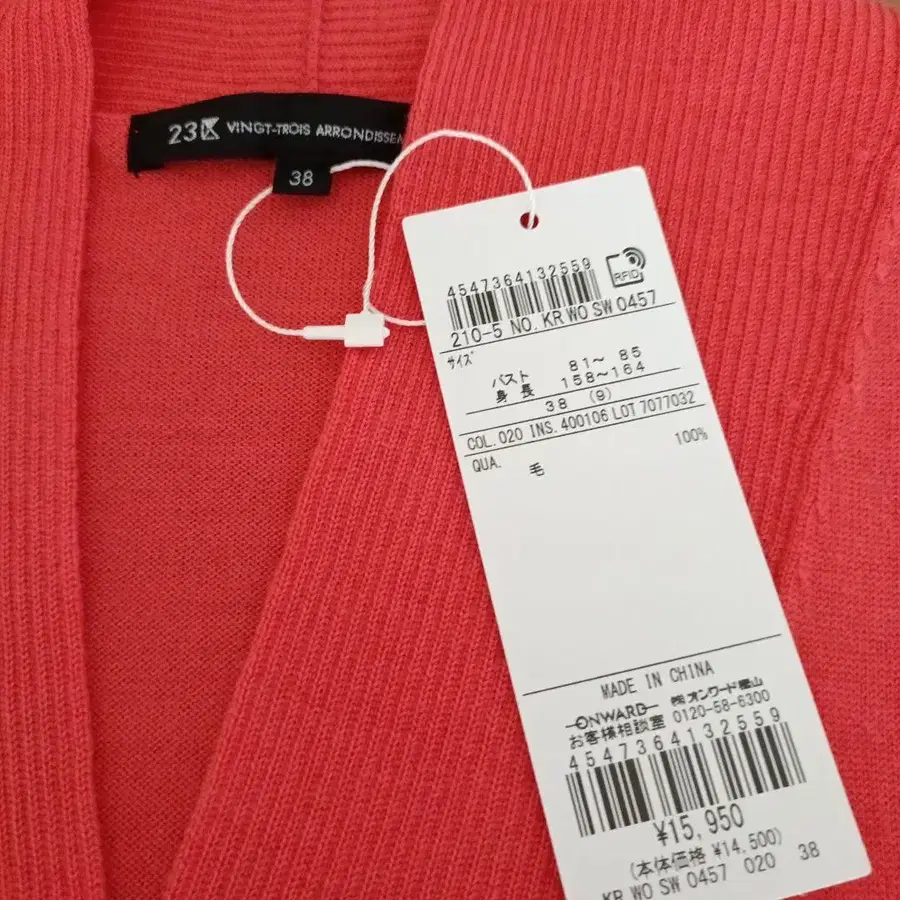 23区 VINGT-TROIS ARRONDISSEM
38
4547364132559
RFID
210-5 NO. KR WO SW 0457
サイズ
バスト 81～ 85
身長 158～164
38 (9)
COL. 020 INS. 400106 LOT 7077032
QUA. 毛 100%
MADE IN CHINA
ONWARD ㈱オンワード樫山
お客様相談室 0120-58-6300
4547364132559
¥15,950
(本体価格 ¥14,500)
KR WO SW 0457 020 38